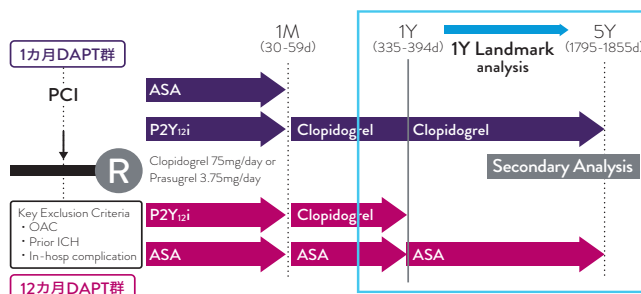 1カ月DAPT群
PCI
R
1M
(30-59d)
1Y
(335-394d)
1Y Landmark
analysis
5Y
(1795-1855d)
ASA
P2Y₁₂i
Clopidogrel
Clopidogrel
Clopidogrel 75mg/day or
Prasugrel 3.75mg/day
Secondary Analysis
Key Exclusion Criteria
・OAC
・Prior ICH
・In-hosp complication
P2Y₁₂i
Clopidogrel
ASA
ASA
ASA
12カ月DAPT群